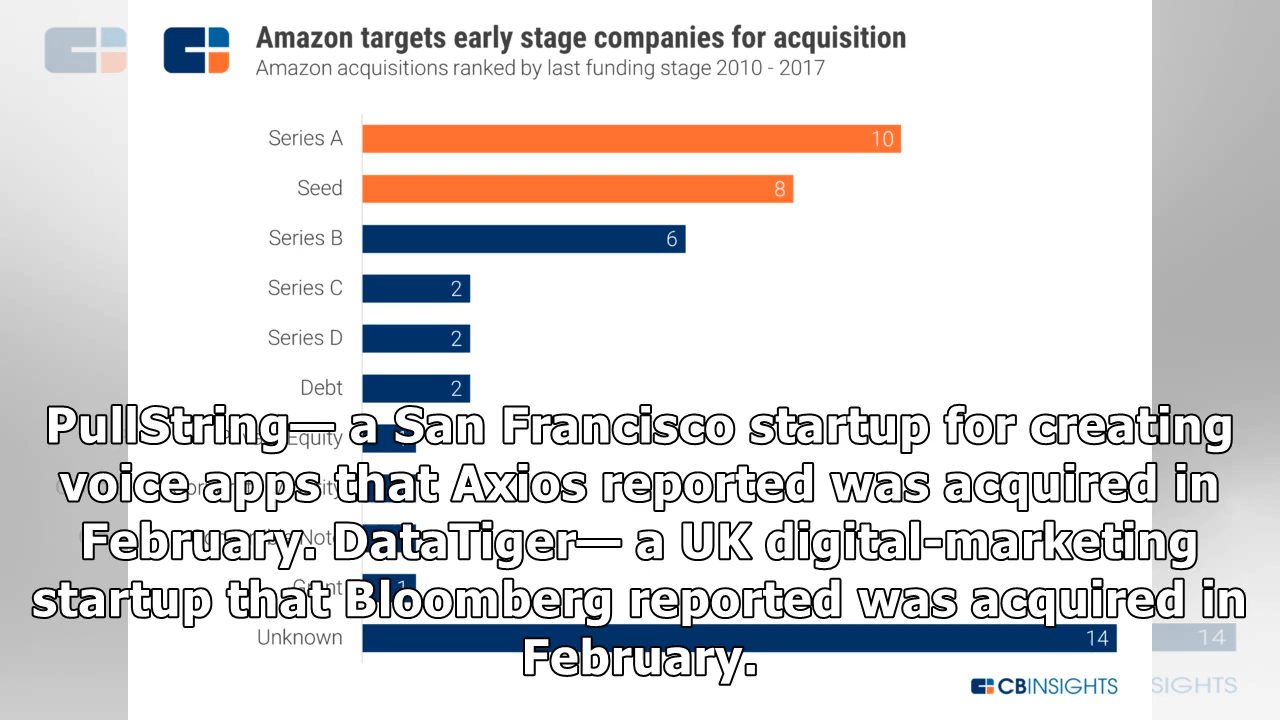 Amazon targets early stage companies for acquisition
Amazon acquisitions ranked by last funding stage 2010 - 2017
Series A 10
Seed 8
Series B 6
Series C 2
Series D 2
Debt 2
Equity
PullString— a San Francisco startup for creating
voice apps that Axios reported was acquired in
February. DataTiger— a UK digital-marketing
startup that Bloomberg reported was acquired in
February.
Grant 1
Unknown 14 14
CBINSIGHTS SIGHTS